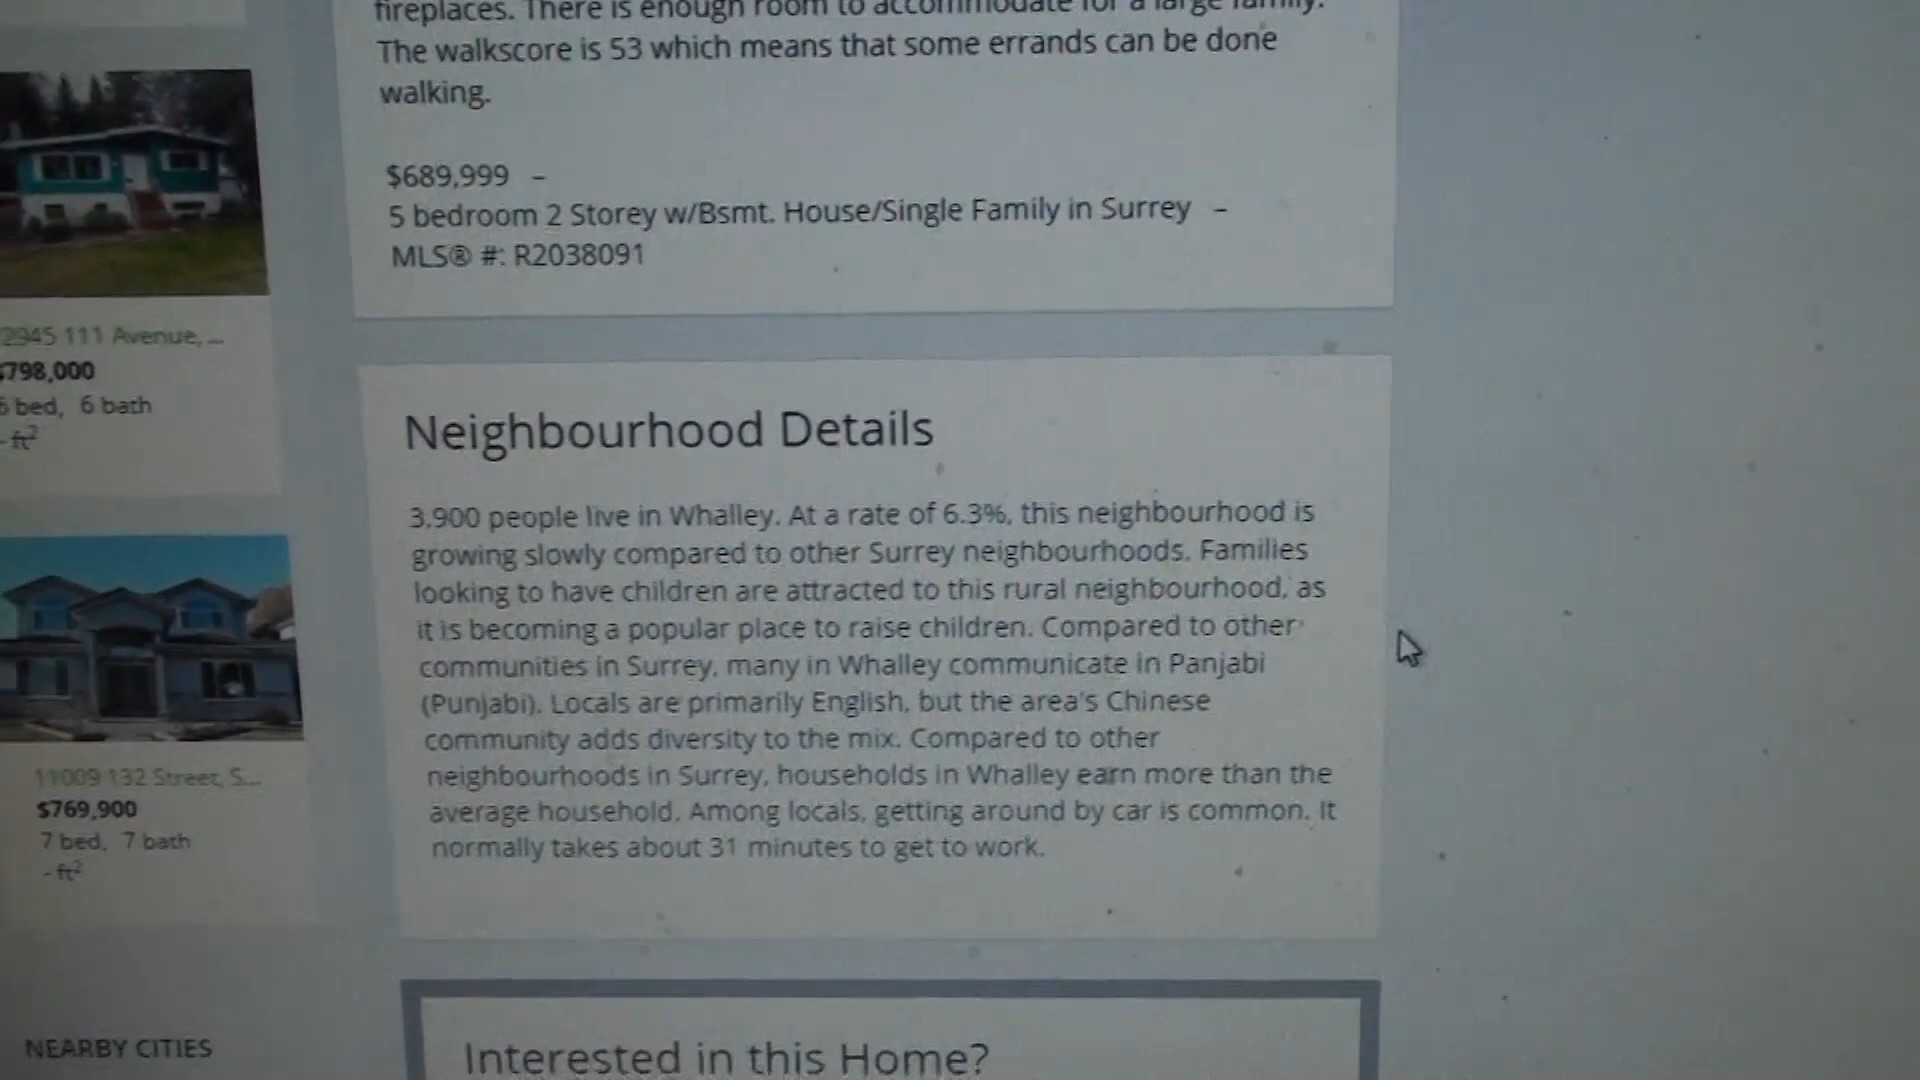 fireplaces. There is enough room to accommodate for a large family.
The walkscore is 53 which means that some errands can be done
walking.
$689,999 –
5 bedroom 2 Storey w/Bsmt. House/Single Family in Surrey –
MLS® #: R2038091
2945 111 Avenue,...
$798,000
6 bed, 6 bath
- ft²
Neighbourhood Details
3,900 people live in Whalley. At a rate of 6.3%, this neighbourhood is
growing slowly compared to other Surrey neighbourhoods. Families
looking to have children are attracted to this rural neighbourhood, as
it is becoming a popular place to raise children. Compared to other
communities in Surrey, many in Whalley communicate in Panjabi
(Punjabi). Locals are primarily English, but the area's Chinese
community adds diversity to the mix. Compared to other
neighbourhoods in Surrey, households in Whalley earn more than the
average household. Among locals, getting around by car is common. It
normally takes about 31 minutes to get to work.
11009 132 Street, S...
$769,900
7 bed, 7 bath
- ft²
NEARBY CITIES
Interested in this Home?